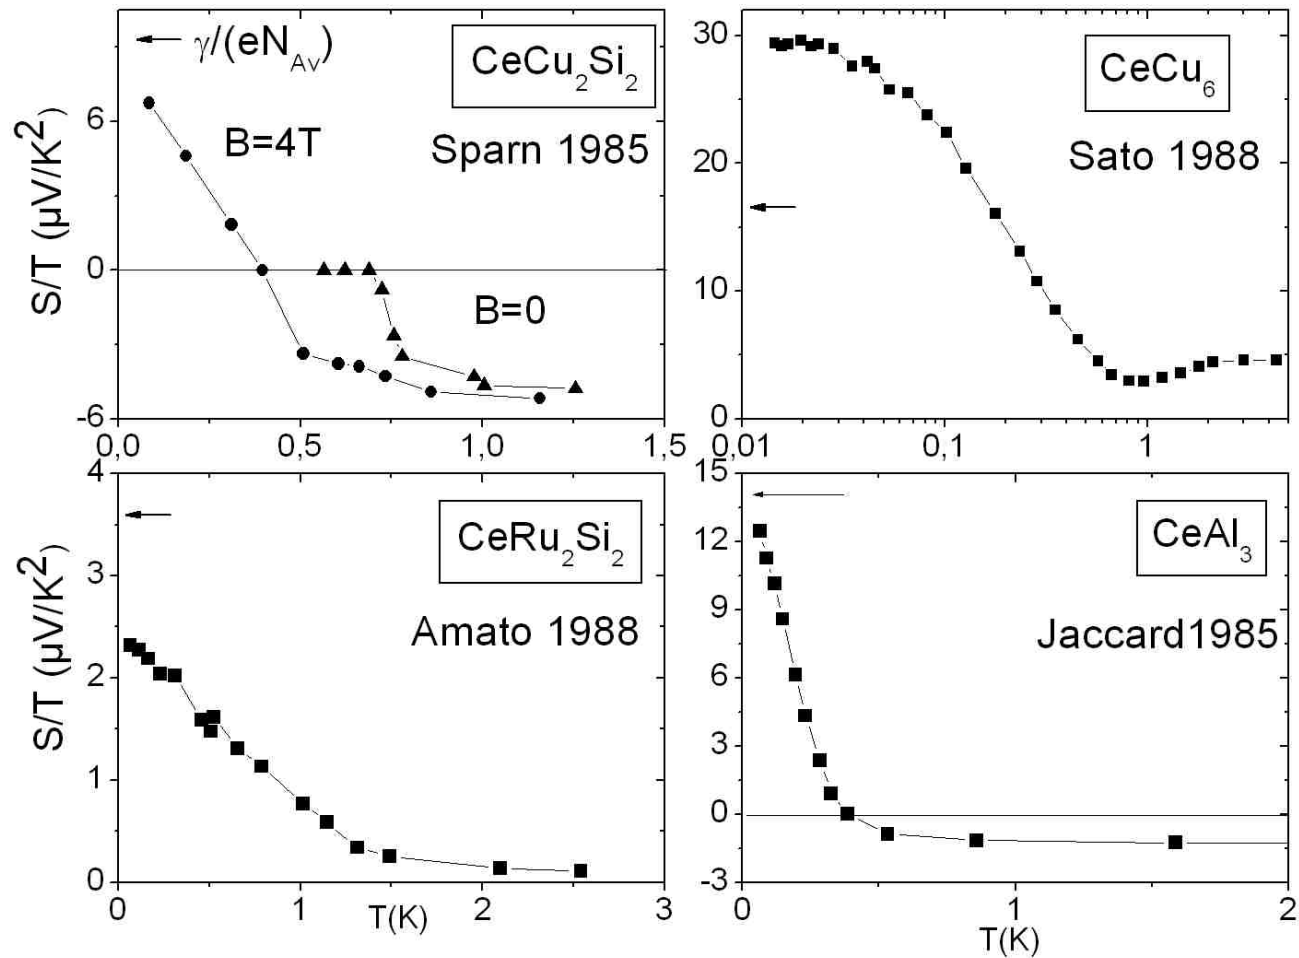 γ/(eN_Av)
CeCu₂Si₂
B=4T
Sparn 1985
B=0
S/T (µV/K²)
6
0
-6
0,0
0,5
1,0
1,5
CeCu₆
Sato 1988
30
20
10
0
0,01
0,1
1
CeRu₂Si₂
Amato 1988
S/T (µV/K²)
4
3
2
1
0
0
1
2
3
T(K)
CeAl₃
Jaccard1985
15
12
9
6
3
0
-3
0
1
2
T(K)